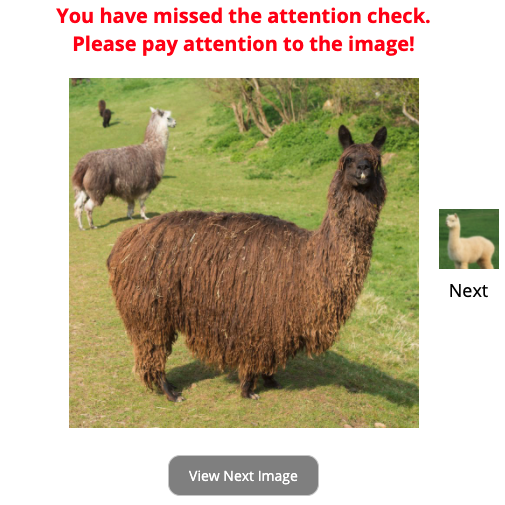 You have missed the attention check.
Please pay attention to the image!
Next
View Next Image